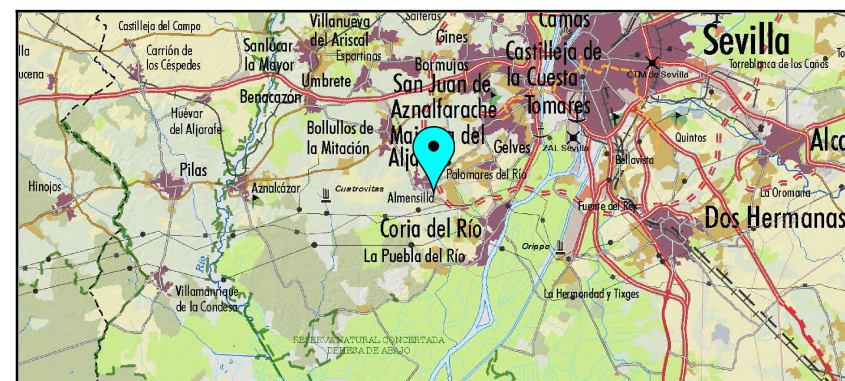 Castilleja del Campo
Villanueva
del Ariscal
Salteras
Gines
Camas
Sevilla
Carrión de
los Céspedes
Sanlúcar
la Mayor
Espartinas
Bormujos
Castilleja de
la Cuesta
CTM de Sevilla
Torreblanca de los Caños
Umbrete
Benacazón
San Juan de
Aznalfarache
Tomares
Huévar
del Aljarafe
Bollullos de
la Mitación
Gelves
ZAL Sevilla
Quintos
Bellavista
Pilas
Aznalcázar
Cuatrovitas
Palomares del Río
Hinojos
Almensilla
La Oromana
Fuente del Rey
Coria del Río
Dos Hermanas
La Puebla del Río
Orippo
Río
Villamanrique
de la Condesa
La Hermandad y Tixges
RESERVA NATURAL CONCERTADA
DEHESA DE ABAJO